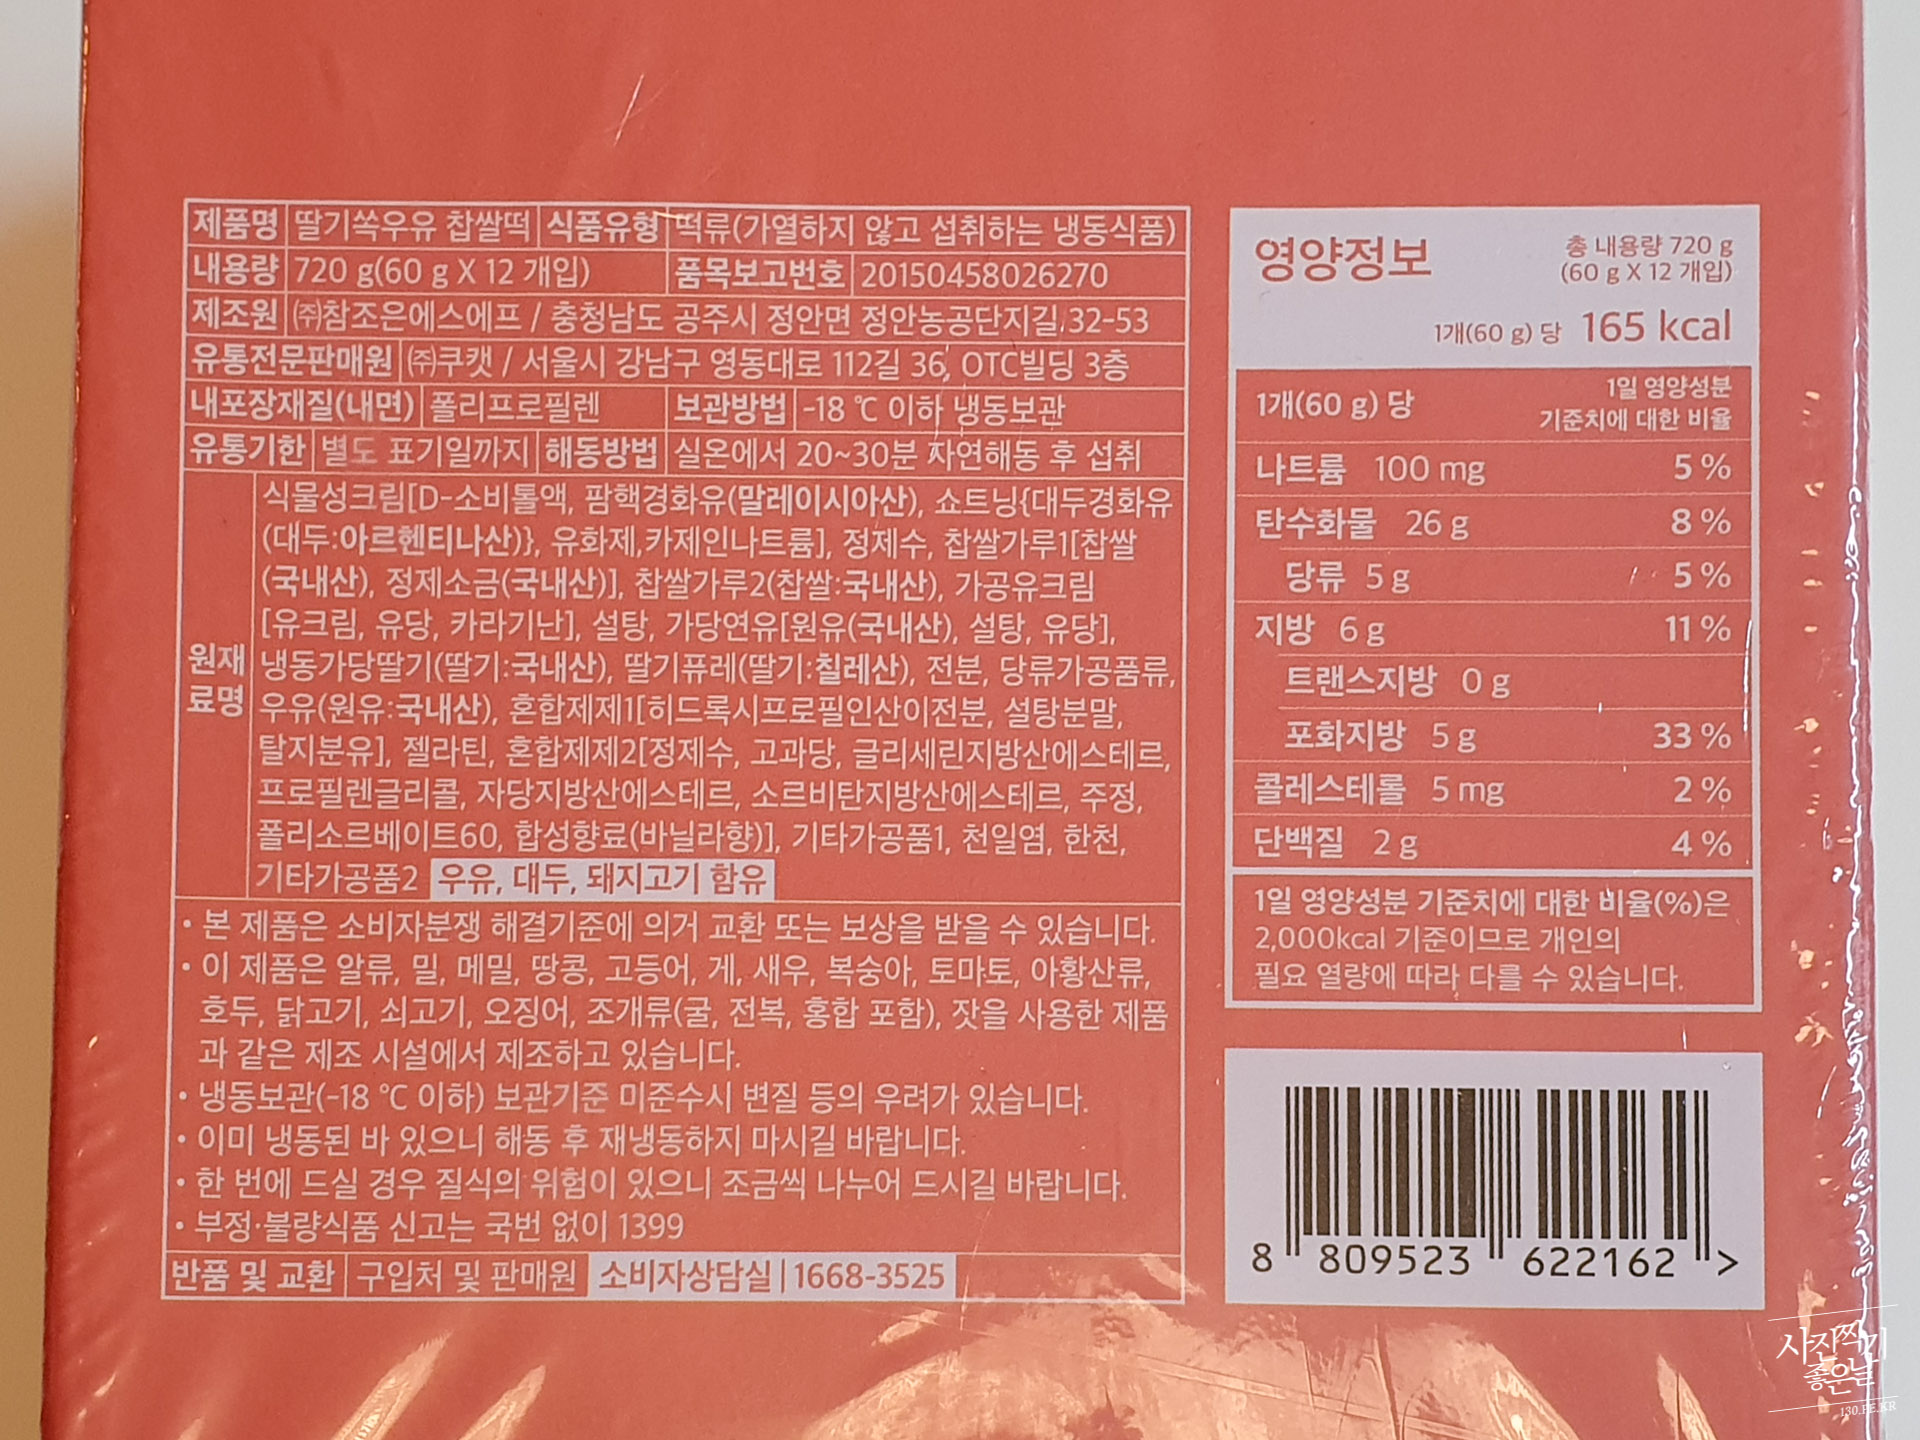 제품명 딸기쏙우유 찹쌀떡 식품유형 떡류(가열하지 않고 섭취하는 냉동식품)
내용량 720 g(60 g X 12 개입) 품목보고번호 20150458026270
제조원 ㈜참조은에스에프 / 충청남도 공주시 정안면 정안농공단지길 32-53
유통전문판매원 ㈜쿠캣 / 서울시 강남구 영동대로 112길 36, OTC빌딩 3층
내포장재질(내면) 폴리프로필렌 보관방법 -18 ℃ 이하 냉동보관
유통기한 별도 표기일까지 해동방법 실온에서 20~30분 자연해동 후 섭취
원재료명
식물성크림[D-소비톨액, 팜핵경화유(말레이시아산), 쇼트닝{대두경화유
(대두:아르헨티나산)}, 유화제,카제인나트륨], 정제수, 찹쌀가루1[찹쌀
(국내산), 정제소금(국내산)], 찹쌀가루2(찹쌀:국내산), 가공유크림
[유크림, 유당, 카라기난], 설탕, 가당연유[원유(국내산), 설탕, 유당],
냉동가당딸기(딸기:국내산), 딸기퓨레(딸기:칠레산), 전분, 당류가공품류,
우유(원유:국내산), 혼합제제1[히드록시프로필인산이전분, 설탕분말,
탈지분유], 젤라틴, 혼합제제2[정제수, 고과당, 글리세린지방산에스테르,
프로필렌글리콜, 자당지방산에스테르, 소르비탄지방산에스테르, 주정,
폴리소르베이트60, 합성향료(바닐라향)], 기타가공품1, 천일염, 한천,
기타가공품2 우유, 대두, 돼지고기 함유
• 본 제품은 소비자분쟁 해결기준에 의거 교환 또는 보상을 받을 수 있습니다.
• 이 제품은 알류, 밀, 메밀, 땅콩, 고등어, 게, 새우, 복숭아, 토마토, 아황산류,
호두, 닭고기, 쇠고기, 오징어, 조개류(굴, 전복, 홍합 포함), 잣을 사용한 제품
과 같은 제조 시설에서 제조하고 있습니다.
• 냉동보관(-18 ℃ 이하) 보관기준 미준수시 변질 등의 우려가 있습니다.
• 이미 냉동된 바 있으니 해동 후 재냉동하지 마시길 바랍니다.
• 한 번에 드실 경우 질식의 위험이 있으니 조금씩 나누어 드시길 바랍니다.
• 부정·불량식품 신고는 국번 없이 1399
반품 및 교환 구입처 및 판매원 소비자상담실 | 1668-3525
영양정보
총 내용량 720 g
(60 g X 12 개입)
1개(60 g) 당 165 kcal
1개(60 g) 당 1일 영양성분
기준치에 대한 비율
나트륨 100 mg 5 %
탄수화물 26 g 8 %
당류 5 g 5 %
지방 6 g 11 %
트랜스지방 0 g
포화지방 5 g 33 %
콜레스테롤 5 mg 2 %
단백질 2 g 4 %
1일 영양성분 기준치에 대한 비율(%)은
2,000kcal 기준이므로 개인의
필요 열량에 따라 다를 수 있습니다.
8 809523 622162 >
사진찍기
좋은날
130.PE.KR